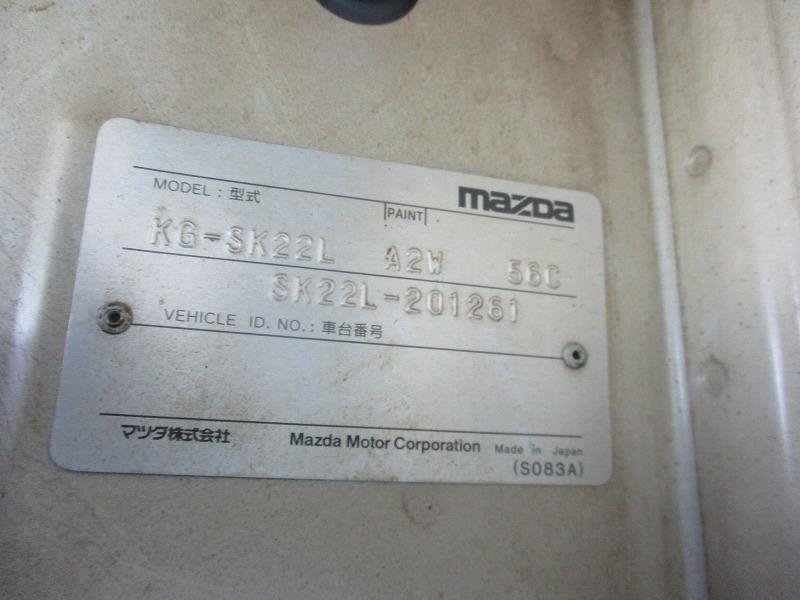 MODEL : 型式 PAINT mazda
KG-SK22L A2W 56C
SK22L-201261
VEHICLE ID. NO. : 車台番号
マツダ株式会社 Mazda Motor Corporation Made in Japan
(S083A)